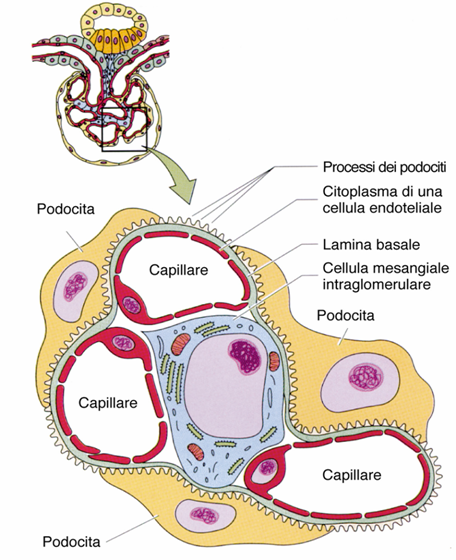 Processi dei podociti
Citoplasma di una
cellula endoteliale
Podocita
Lamina basale
Capillare
Cellula mesangiale
intraglomerulare
Podocita
Capillare
Capillare
Podocita